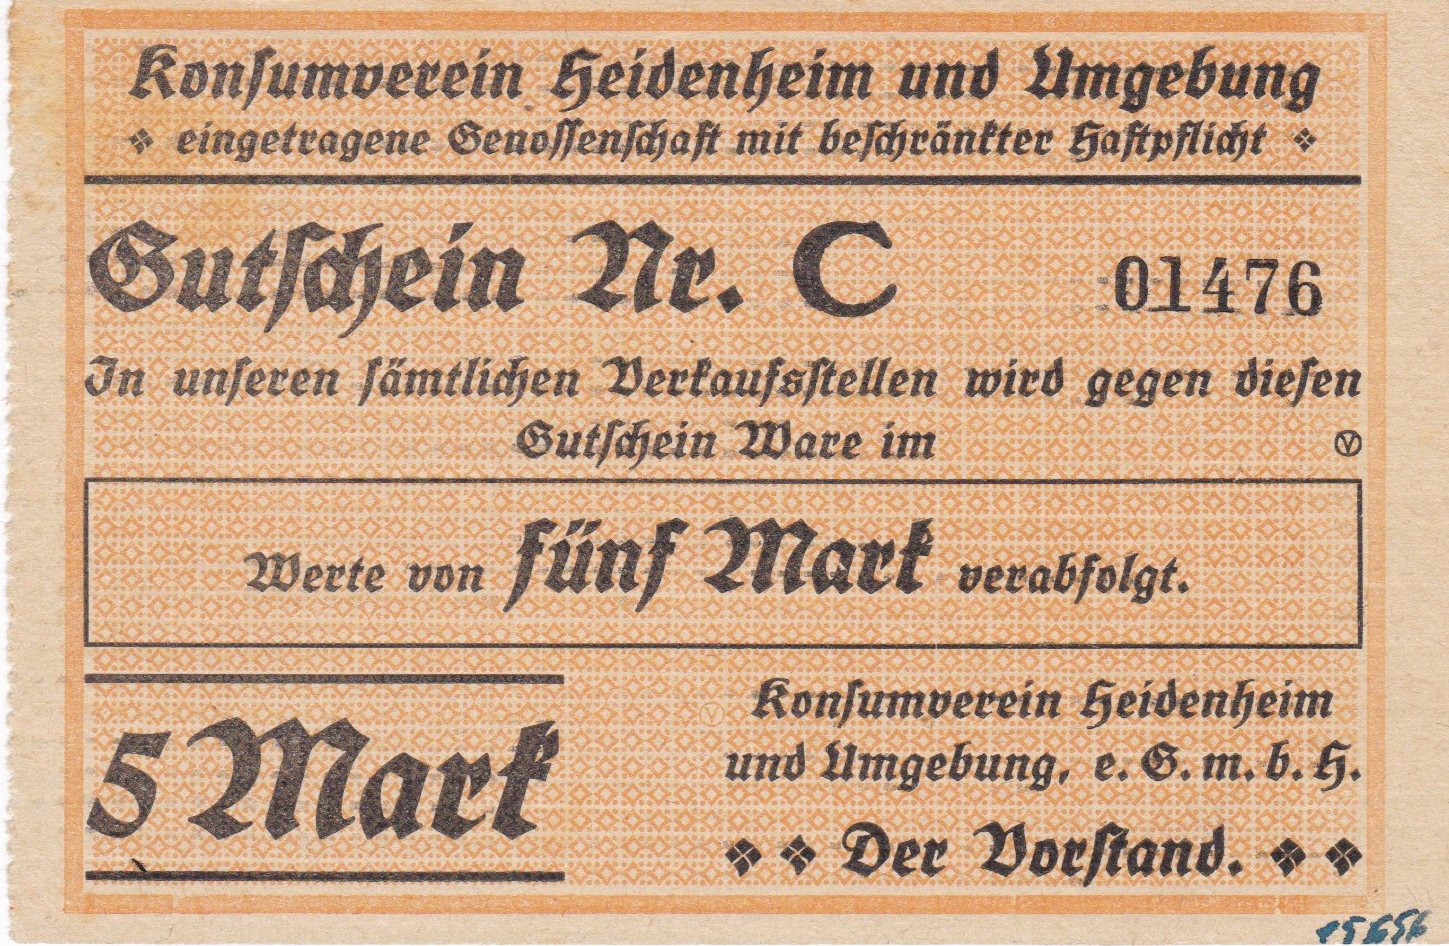 Konsumverein Heidenheim und Umgebung
eingetragene Genossenschaft mit beschränkter Haftpflicht
Gutschein Nr. C 01476
In unseren sämtlichen Verkaufsstellen wird gegen diesen
Gutschein Ware im
V
Werte von fünf Mark verabfolgt.
5 Mark
V
Konsumverein Heidenheim
und Umgebung, e. G. m. b. H.
Der Vorstand.